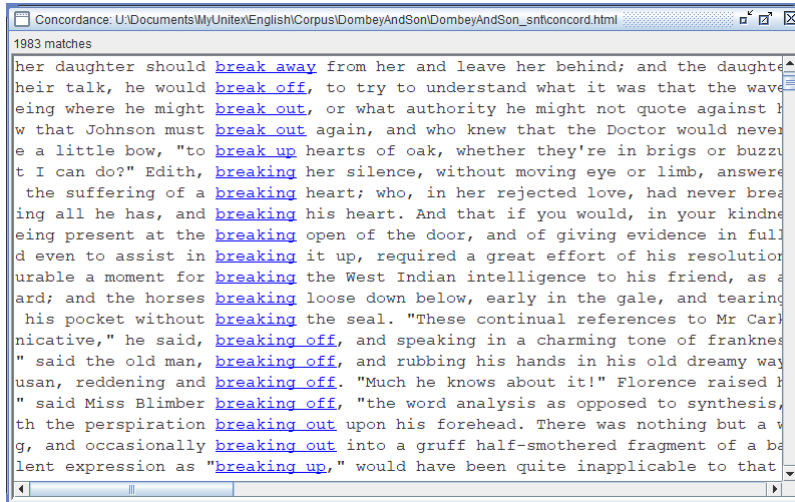 Concordance: U:\Documents\MyUnitex\English\Corpus\DombeyAndSon\DombeyAndSon_snt\concord.html
1983 matches
her daughter should break away from her and leave her behind; and the daughte
heir talk, he would break off, to try to understand what it was that the wave
eing where he might break out, or what authority he might not quote against h
w that Johnson must break out again, and who knew that the Doctor would never
e a little bow, "to break up hearts of oak, whether they're in brigs or buzzu
t I can do?" Edith, breaking her silence, without moving eye or limb, answere
the suffering of a breaking heart; who, in her rejected love, had never brea
ing all he has, and breaking his heart. And that if you would, in your kindne
eing present at the breaking open of the door, and of giving evidence in full
d even to assist in breaking it up, required a great effort of his resolution
urable a moment for breaking the West Indian intelligence to his friend, as a
ard; and the horses breaking loose down below, early in the gale, and tearing
his pocket without breaking the seal. "These continual references to Mr Cark
nicative," he said, breaking off, and speaking in a charming tone of franknes
" said the old man, breaking off, and rubbing his hands in his old dreamy way
usan, reddening and breaking off. "Much he knows about it!" Florence raised h
" said Miss Blimber breaking off, "the word analysis as opposed to synthesis,
th the perspiration breaking out upon his forehead. There was nothing but a w
g, and occasionally breaking out into a gruff half-smothered fragment of a ba
lent expression as "breaking up," would have been quite inapplicable to that